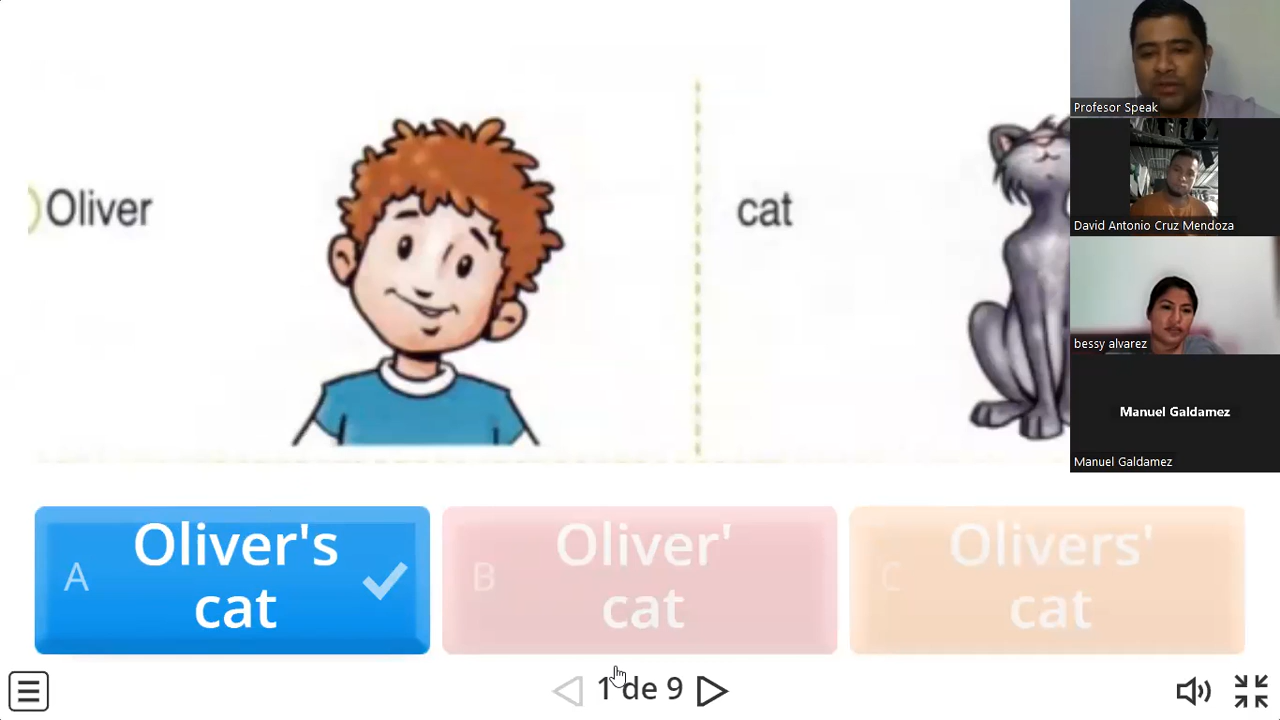 Oliver
cat
Profesor Speak
David Antonio Cruz Mendoza
bessy alvarez
Manuel Galdamez
Manuel Galdamez
A Oliver's
cat
B Oliver'
cat
C Olivers'
cat
1 de 9